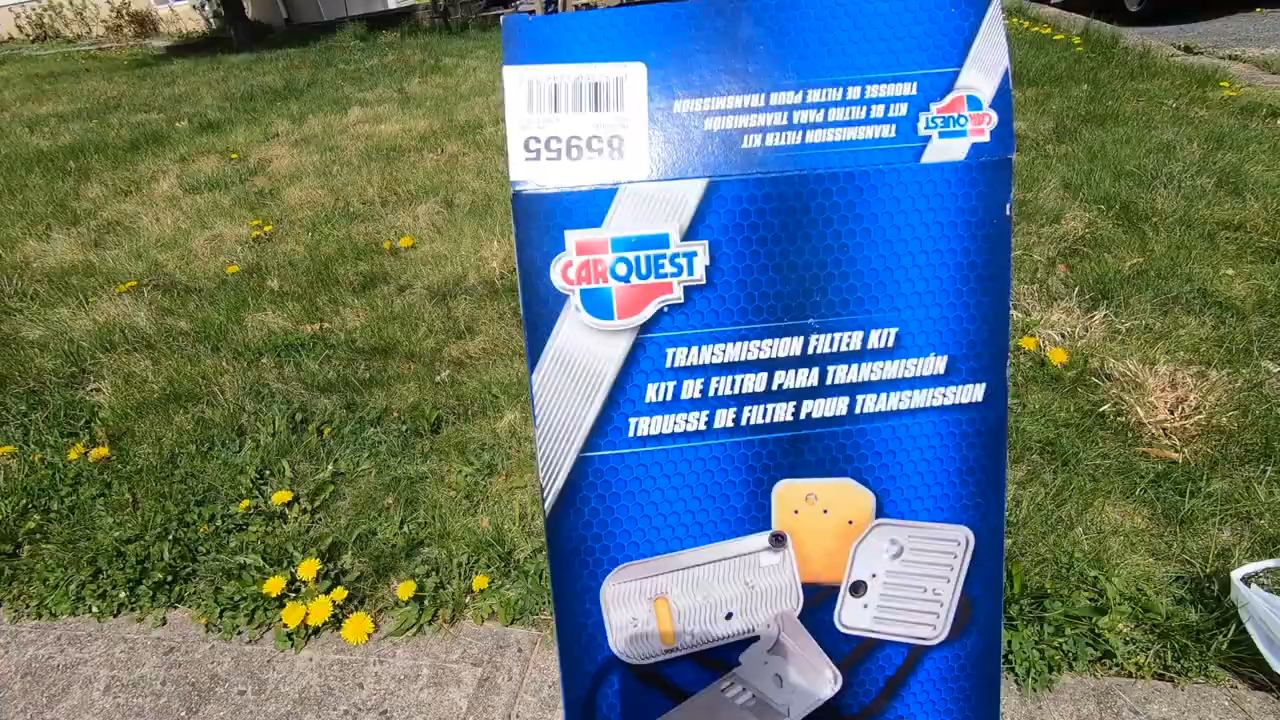 85955
TRANSMISSION FILTER KIT
KIT DE FILTRO PARA TRANSMISIÓN
TROUSSE DE FILTRE POUR TRANSMISSION
CARQUEST
CARQUEST
TRANSMISSION FILTER KIT
KIT DE FILTRO PARA TRANSMISIÓN
TROUSSE DE FILTRE POUR TRANSMISSION